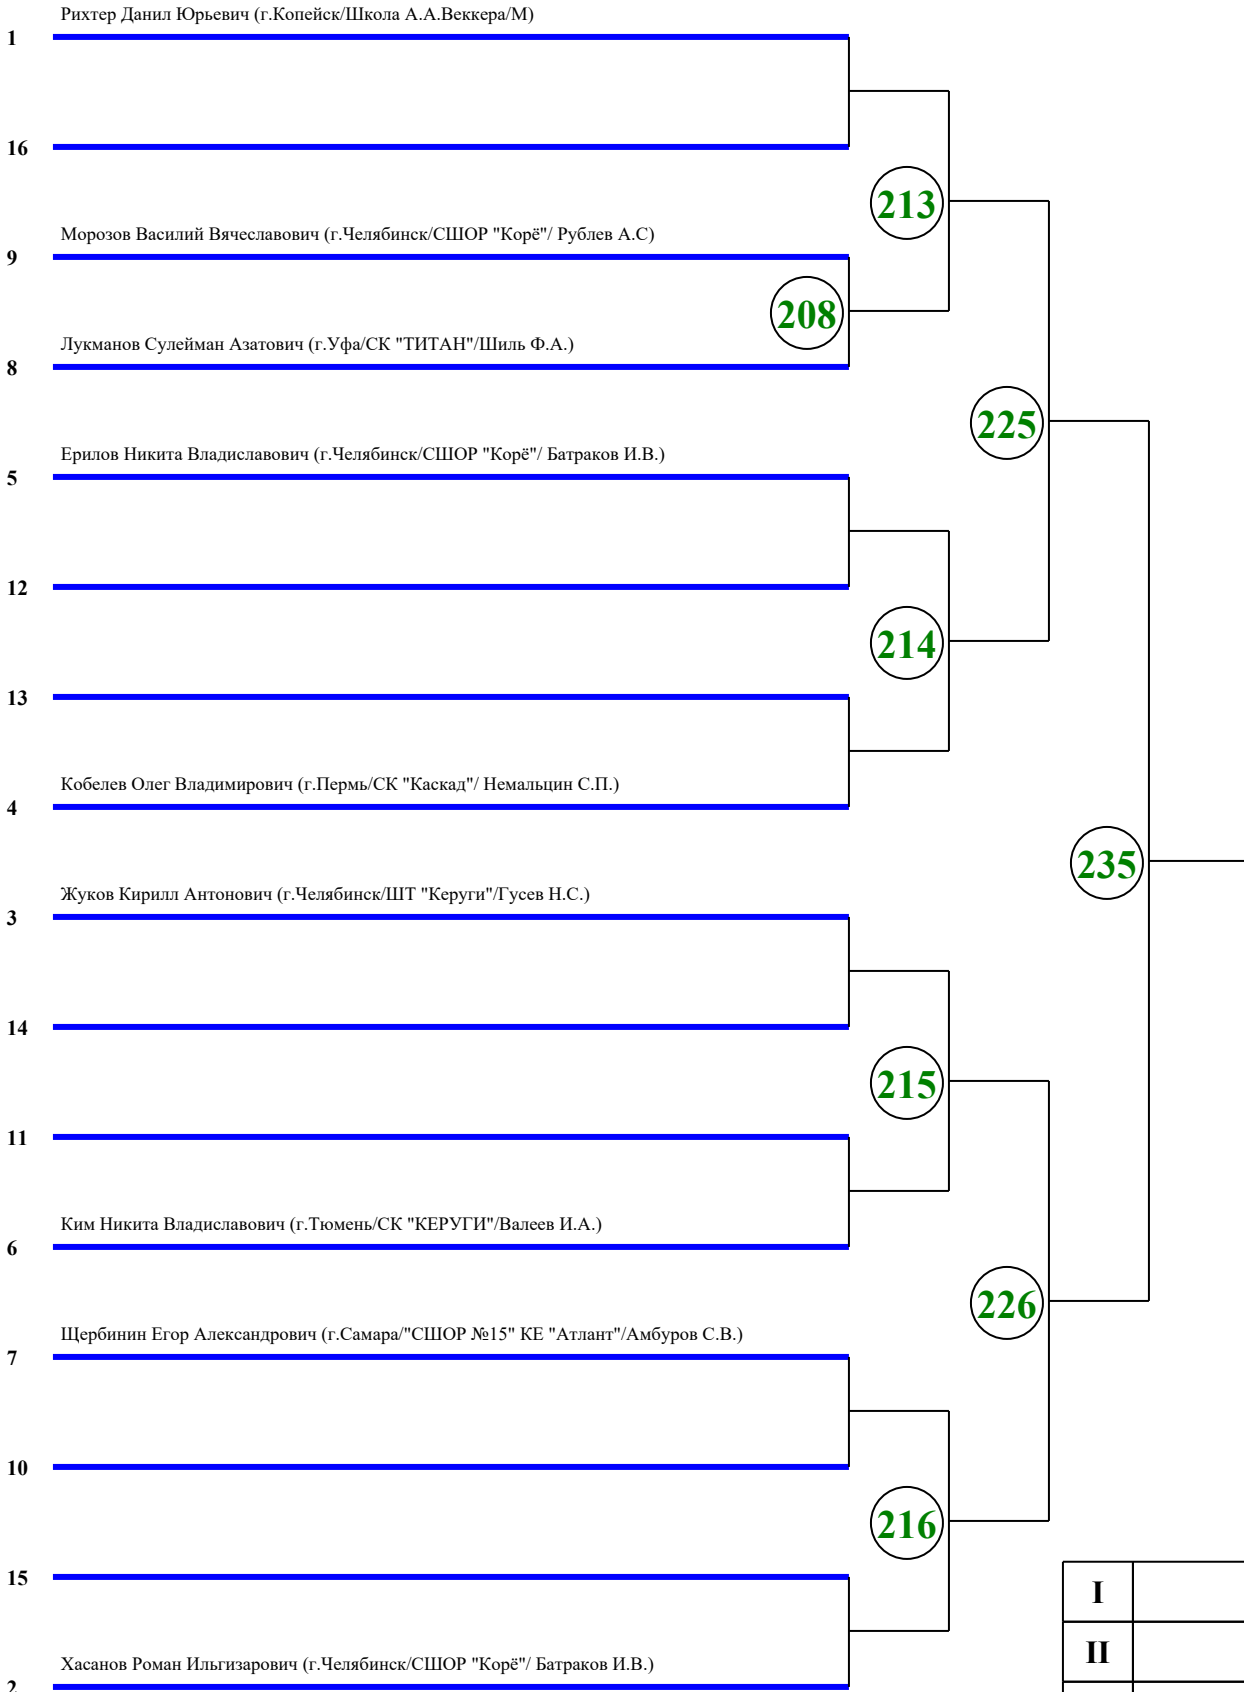 Рихтер Данил Юрьевич (г.Копейск/Школа А.А.Веккера/М)
1
16
213
Морозов Василий Вячеславович (г.Челябинск/СШОР "Корё"/ Рублев А.С)
9
208
Лукманов Сулейман Азатович (г.Уфа/СК "ТИТАН"/Шиль Ф.А.)
8
225
Ерилов Никита Владиславович (г.Челябинск/СШОР "Корё"/ Батраков И.В.)
5
12
214
13
Кобелев Олег Владимирович (г.Пермь/СК "Каскад"/ Немальцин С.П.)
4
235
Жуков Кирилл Антонович (г.Челябинск/ШТ "Керуги"/Гусев Н.С.)
3
14
215
11
Ким Никита Владиславович (г.Тюмень/СК "КЕРУГИ"/Валеев И.А.)
6
226
Щербинин Егор Александрович (г.Самара/"СШОР №15" КЕ "Атлант"/Амбуров С.В.)
7
10
216
15
I
II
Хасанов Роман Ильгизарович (г.Челябинск/СШОР "Корё"/ Батраков И.В.)
2